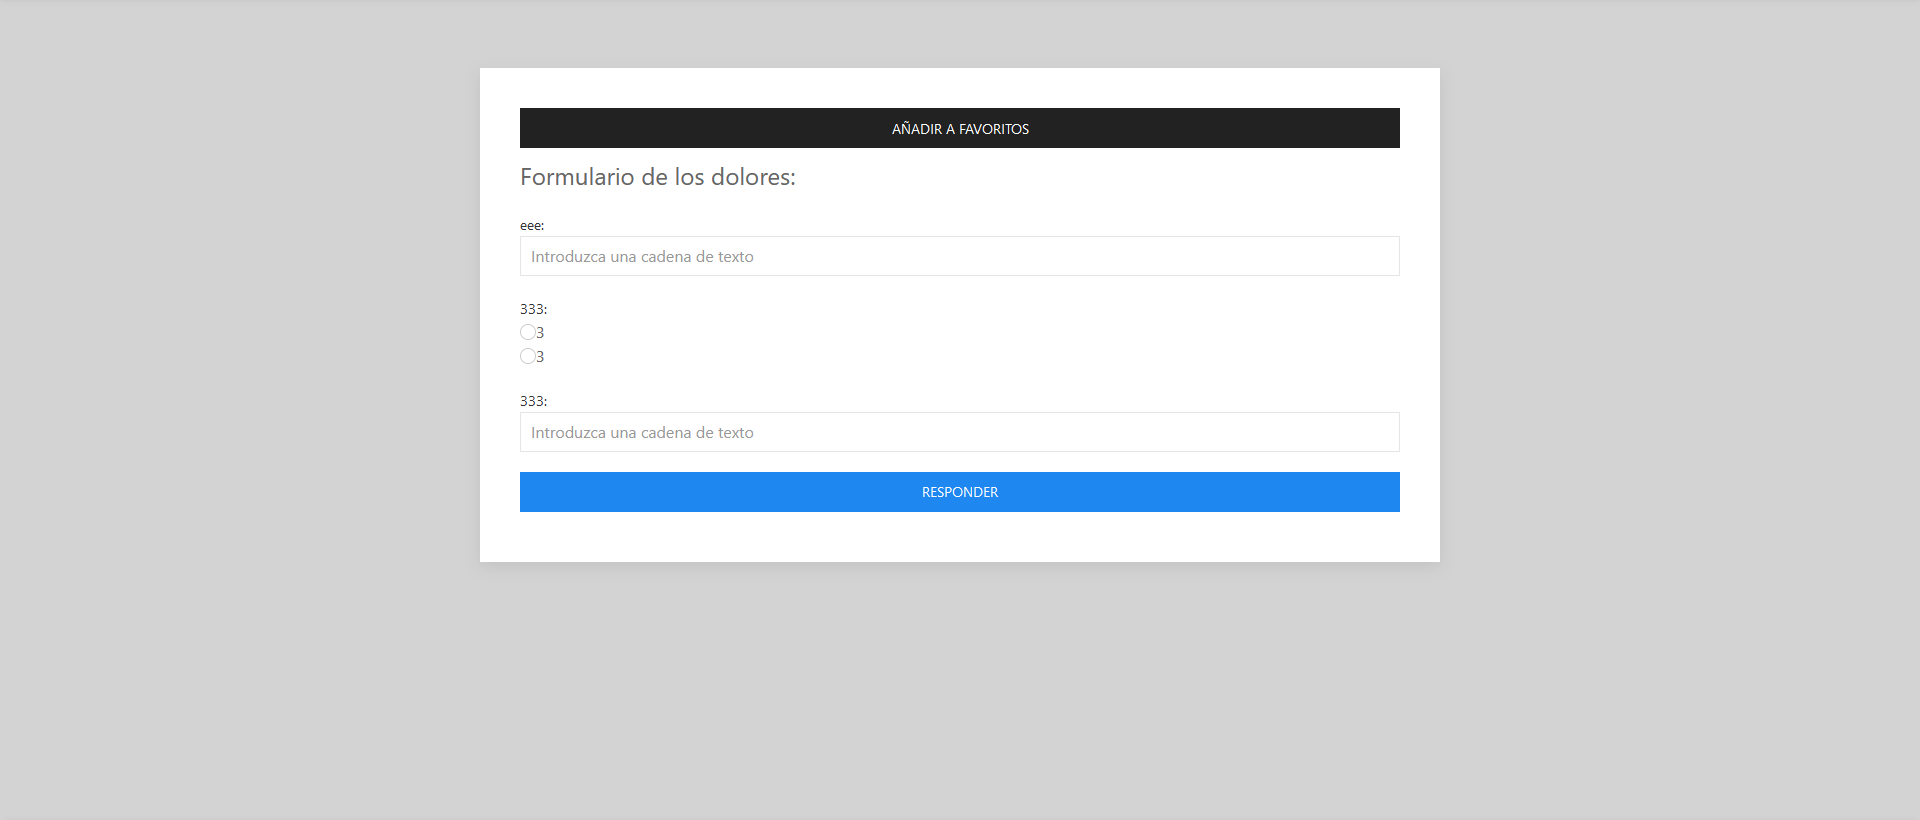 AÑADIR A FAVORITOS
Formulario de los dolores:
eee:
Introduzca una cadena de texto
333:
3
3
333:
Introduzca una cadena de texto
RESPONDER